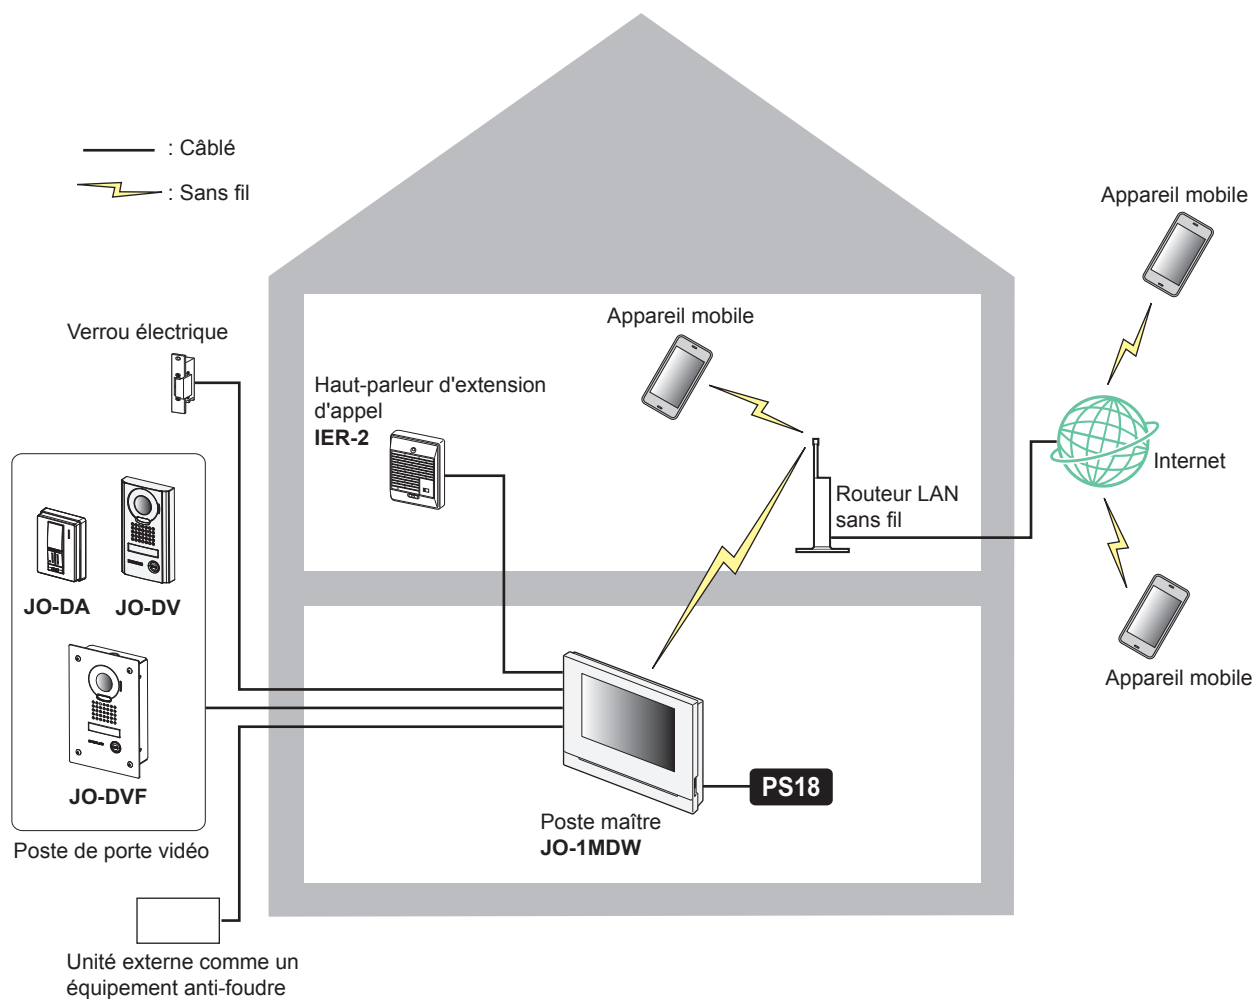 : Câblé
: Sans fil
Appareil mobile
Appareil mobile
Verrou électrique
Haut-parleur d'extension
d'appel
IER-2
Internet
Routeur LAN
sans fil
JO-DA
JO-DV
Appareil mobile
JO-DVF
PS18
Poste maître
JO-1MDW
Poste de porte vidéo
Unité externe comme un
équipement anti-foudre